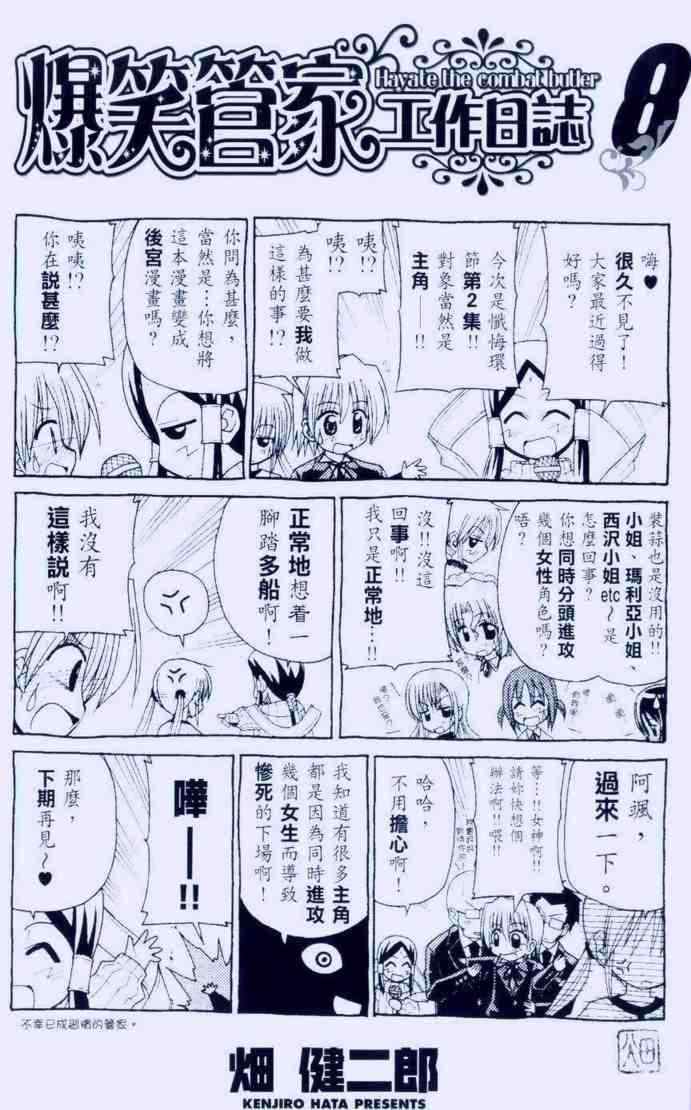 爆笑管家
Hayate the combat butler
工作日誌
8
嗨♥
很久不見了!
大家最近過得
好嗎?
今次是懺悔環
節第2集!!
對象當然是
主角——!!
咦!?
咦!?
為甚麼要我做
這樣的事!?
你問為甚麼,
當然是…你想將
這本漫畫變成
後宮漫畫嗎?
咦!?
咦!?
你在說甚麼!?
裝蒜也是沒用的!!
小姐、瑪利亞小姐、
西沢小姐etc~是
怎麼回事?
你想同時分頭進攻
幾個女性角色嗎?
唔?
沒!!沒這
回事啊!!
我只是正常地…!!
正常地想着一
腳踏多船啊!
我沒有
這樣說啊!!
阿颯,
過來一下。
等…!!女神啊!!
請妳快想個
辦法啊!!喂!!
哈哈,
不用擔心啊!
我知道有很多主角
都是因為同時進攻
幾個女生而導致
慘死的下場啊!
嘩——!!
那麼,
下期再見~♥
不幸已成習慣的管家。
畑 健二郎
KENJIRO HATA PRESENTS